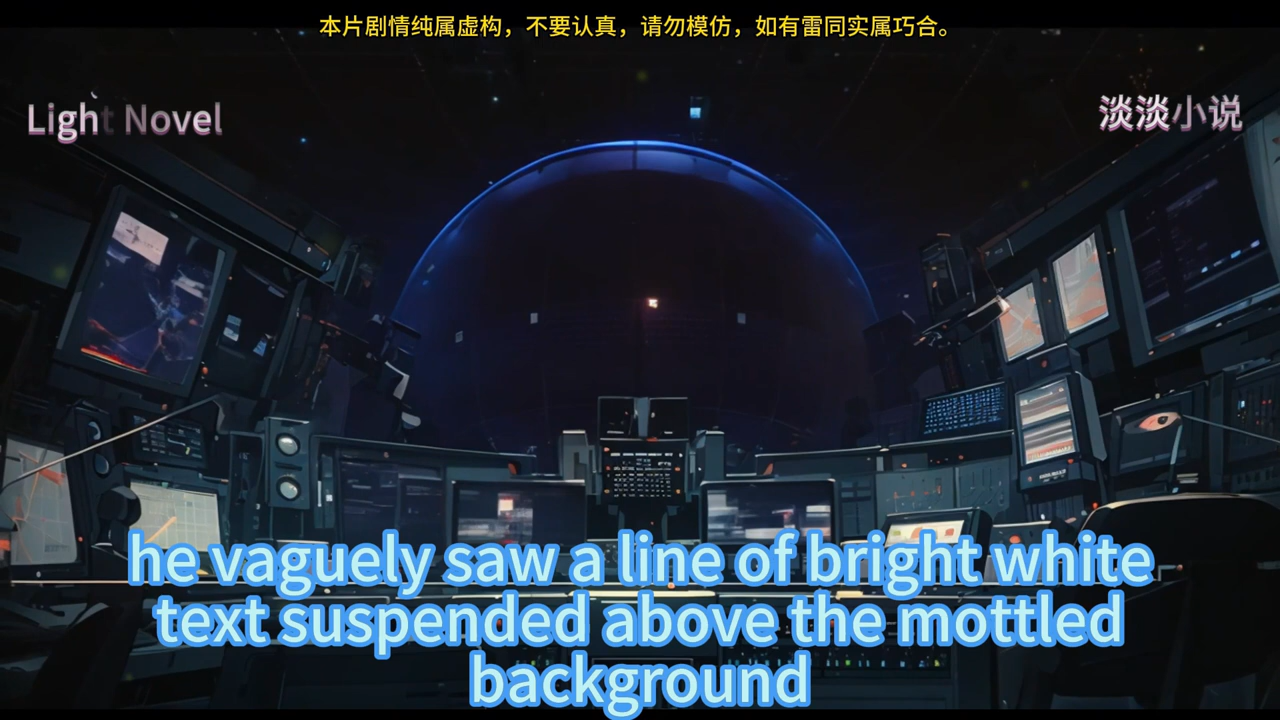 本片剧情纯属虚构，不要认真，请勿模仿，如有雷同实属巧合。
Light Novel
淡淡小说
he vaguely saw a line of bright white
text suspended above the mottled
background